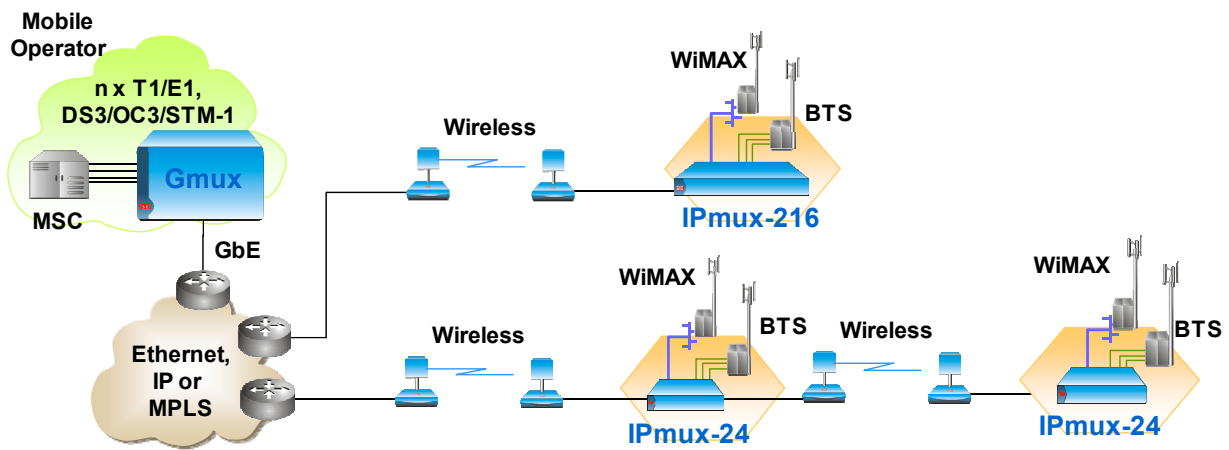 Mobile
Operator
n x T1/E1,
DS3/OC3/STM-1
Gmux
MSC
GbE
Ethernet,
IP or
MPLS
Wireless
WiMAX
BTS
IPmux-216
Wireless
WiMAX
BTS
IPmux-24
Wireless
WiMAX
BTS
IPmux-24